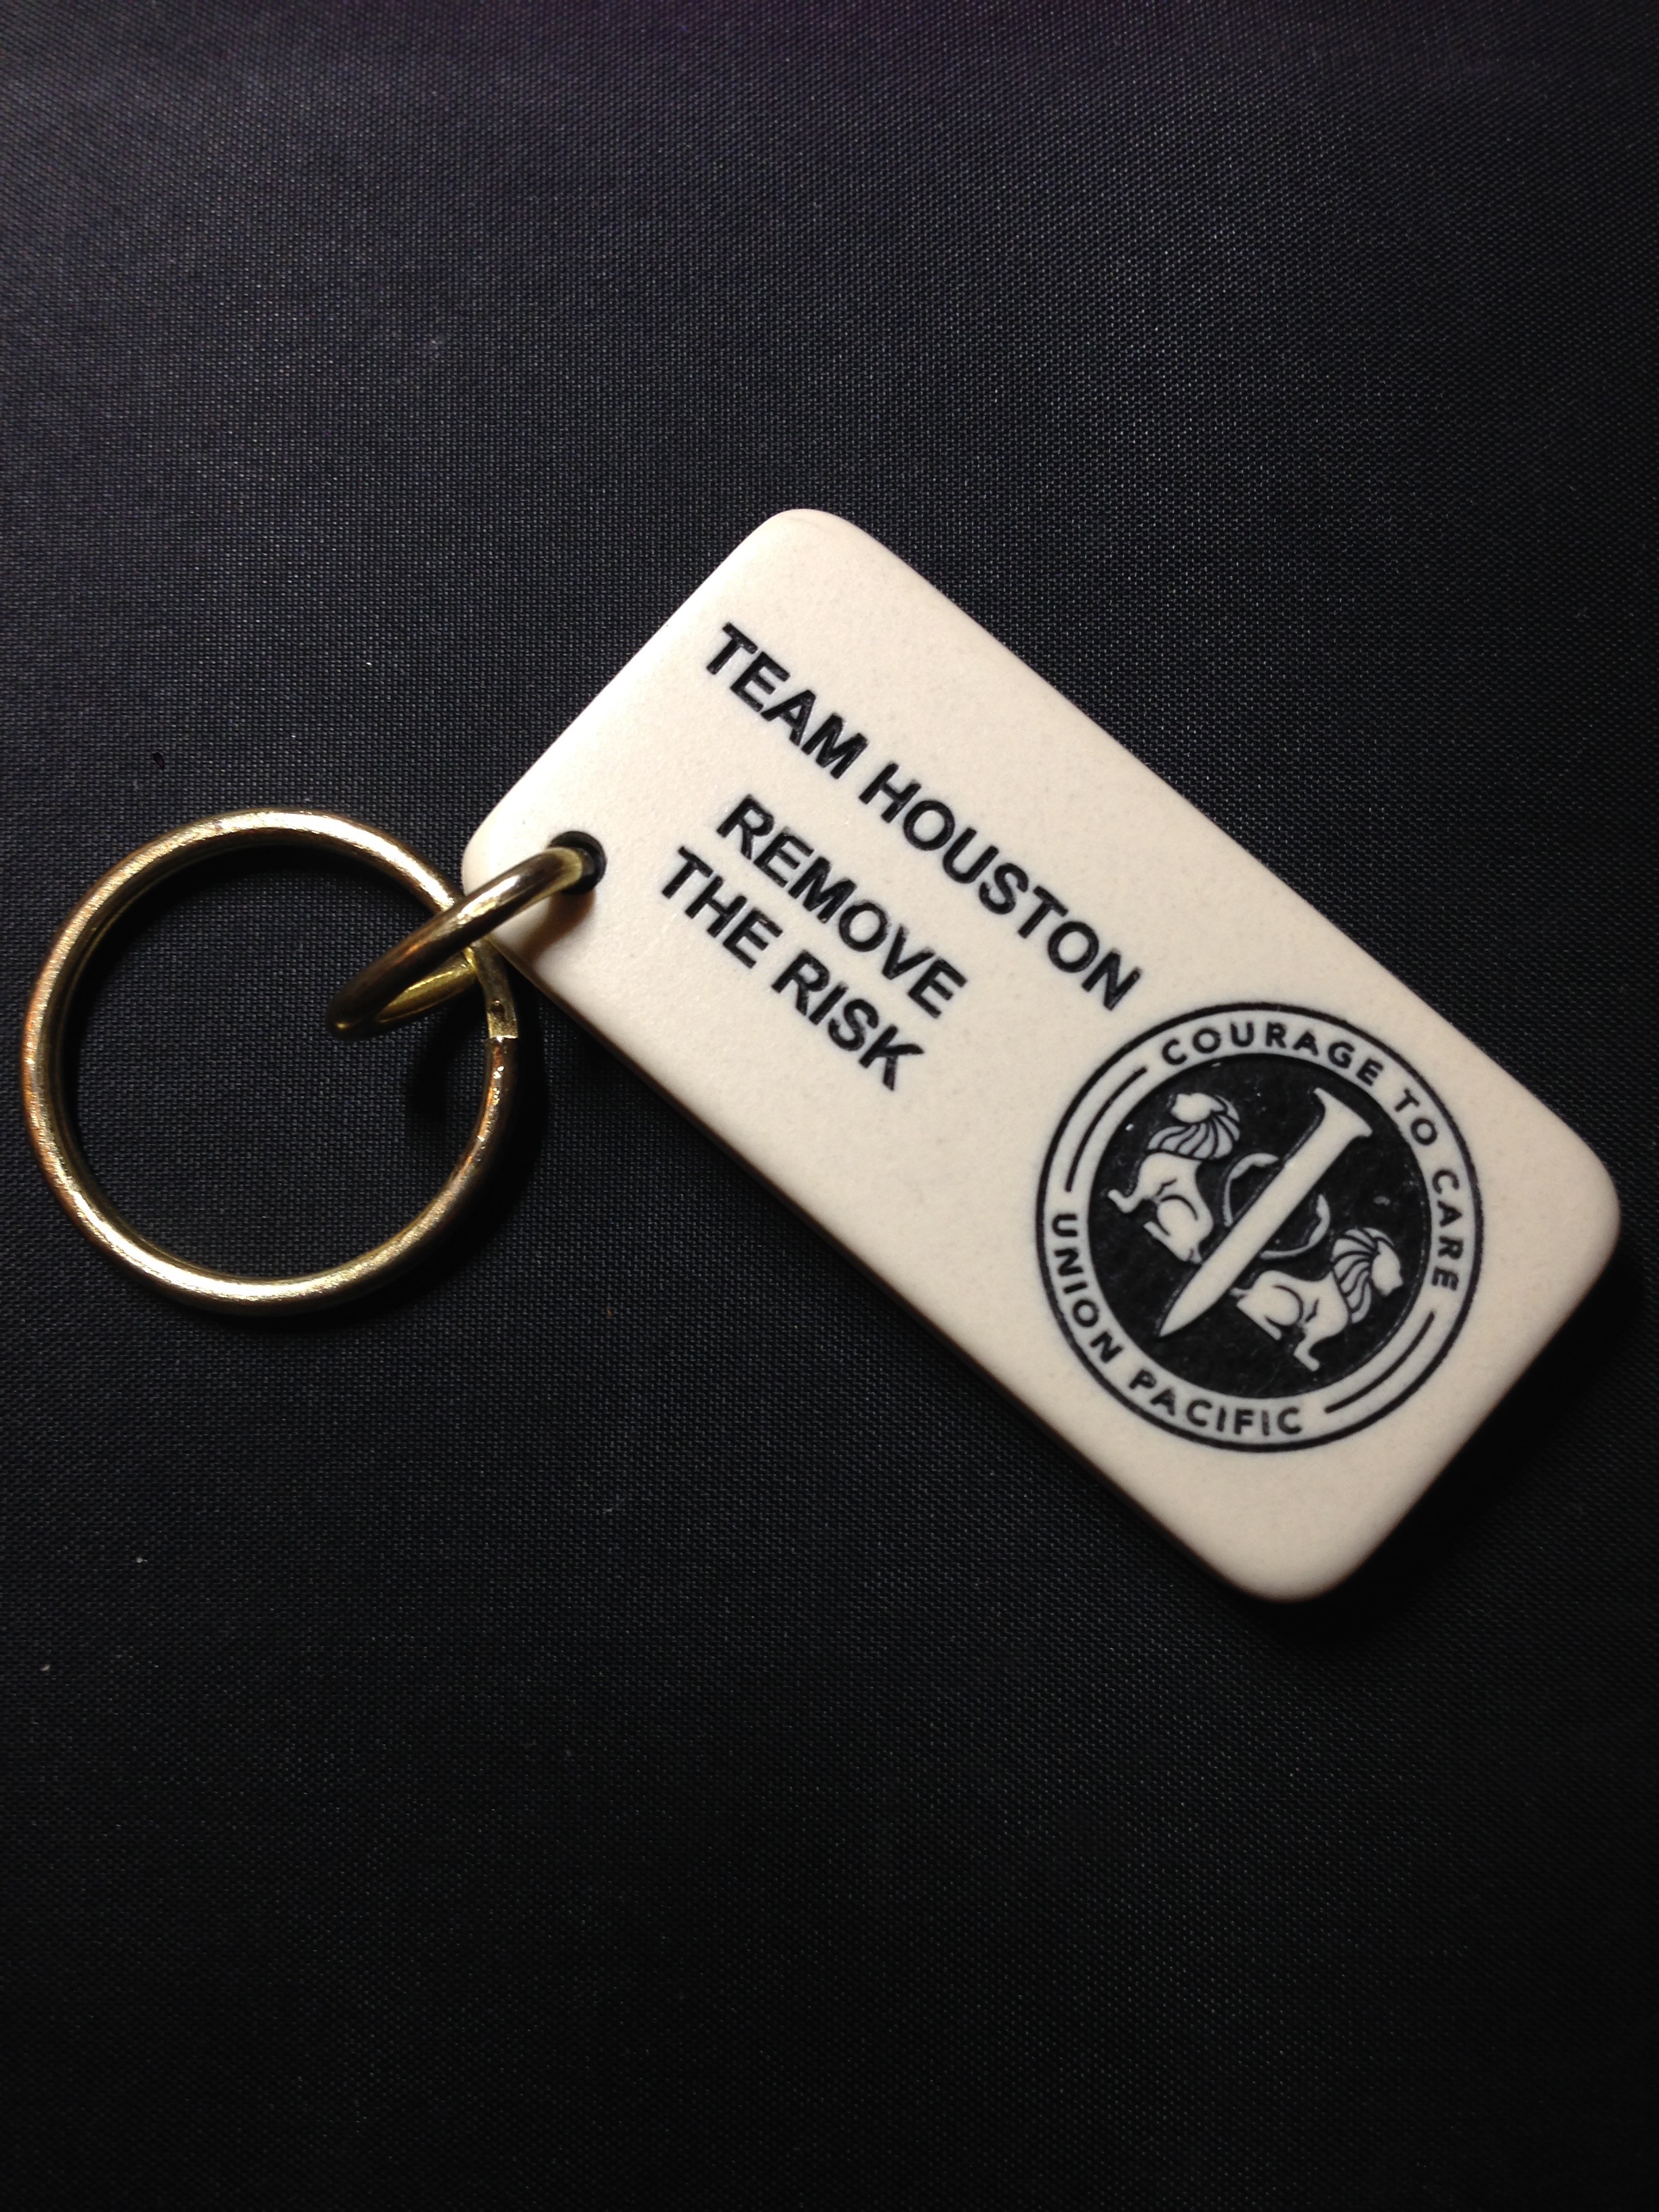 TEAM HOUSTON
REMOVE
THE RISK
COURAGE TO CARE
UNION PACIFIC